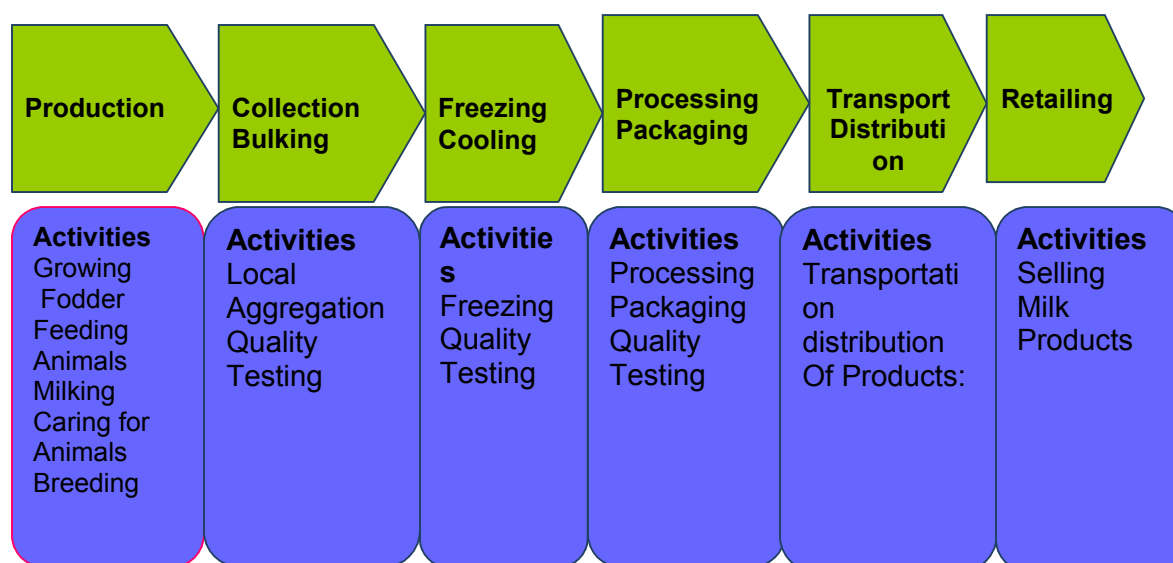 Production
Collection
Bulking
Freezing
Cooling
Processing
Packaging
Transport
Distributi
on
Retailing
Activities
Growing
Fodder
Feeding
Animals
Milking
Caring for
Animals
Breeding
Activities
Local
Aggregation
Quality
Testing
Activitie
s
Freezing
Quality
Testing
Activities
Processing
Packaging
Quality
Testing
Activities
Transportati
on
distribution
Of Products:
Activities
Selling
Milk
Products